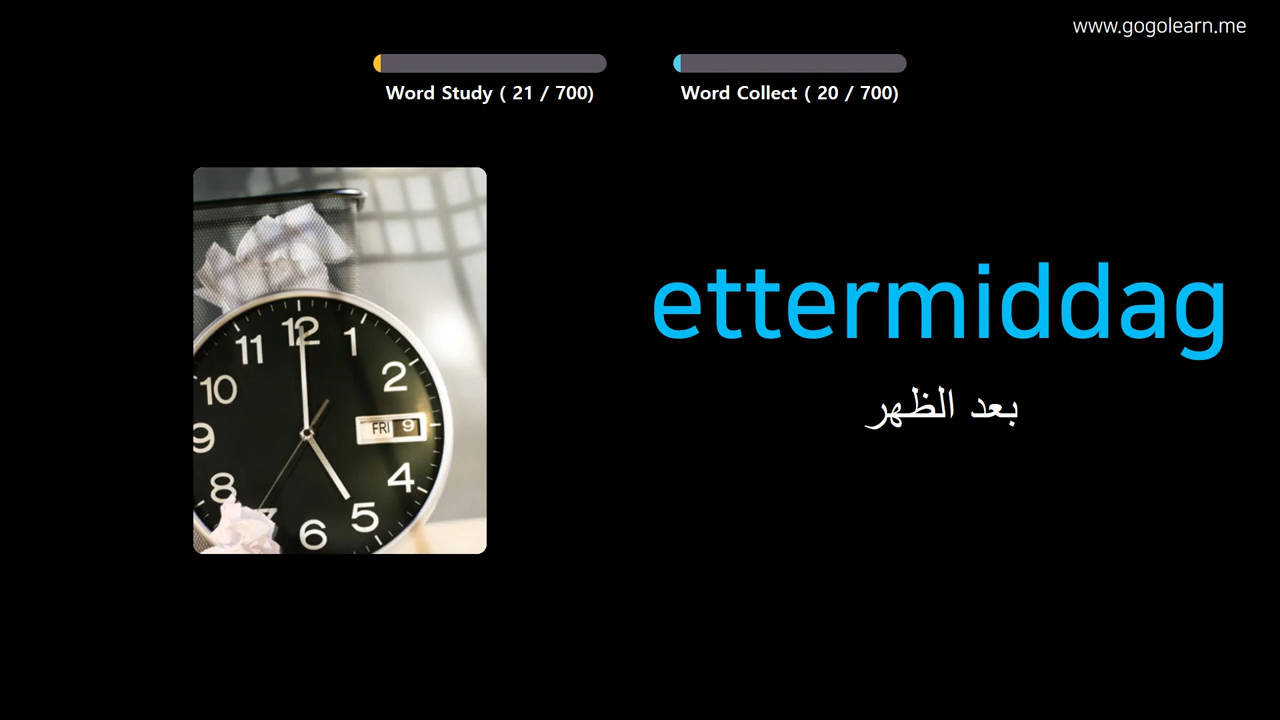 www.gogolearn.me
Word Study ( 21 / 700)
Word Collect ( 20 / 700)
ettermiddag
بعد الظهر
12
11
1
10
2
9
FRI 9
8
4
7
5
6